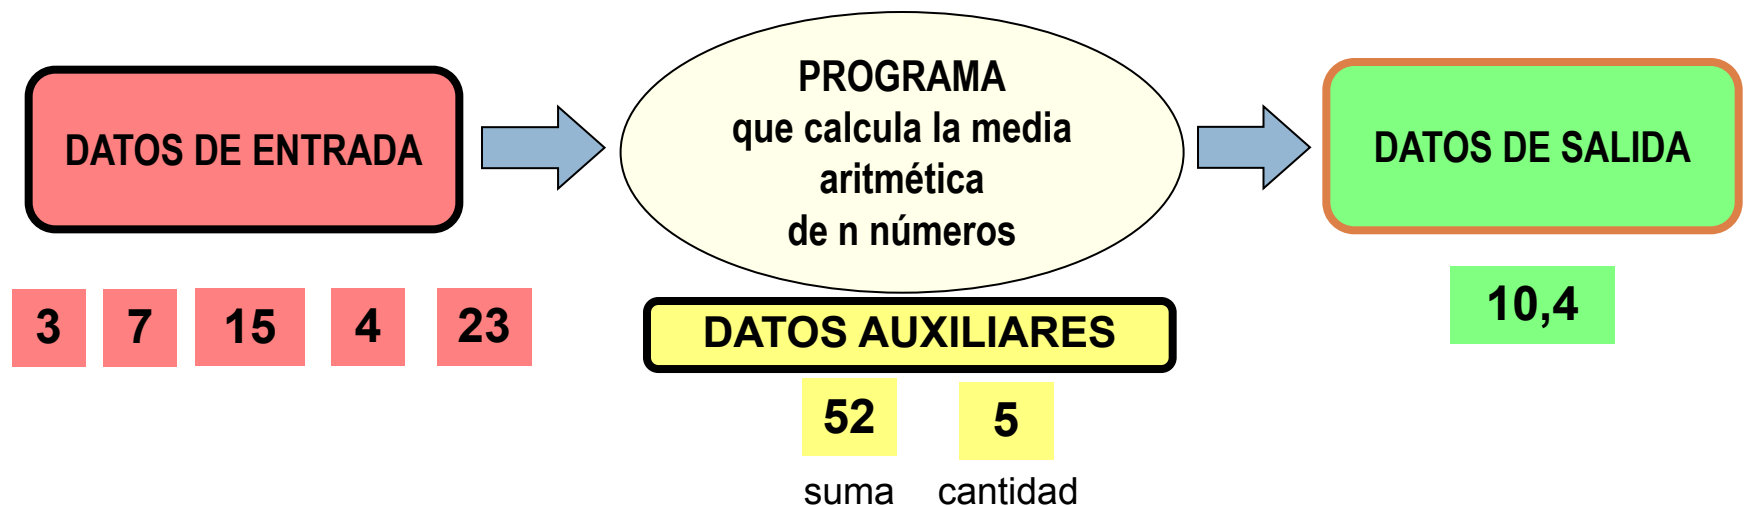 DATOS DE ENTRADA
PROGRAMA
que calcula la media
aritmética
de n números
DATOS DE SALIDA
3 7 15 4 23
DATOS AUXILIARES
52 5
suma cantidad
10,4